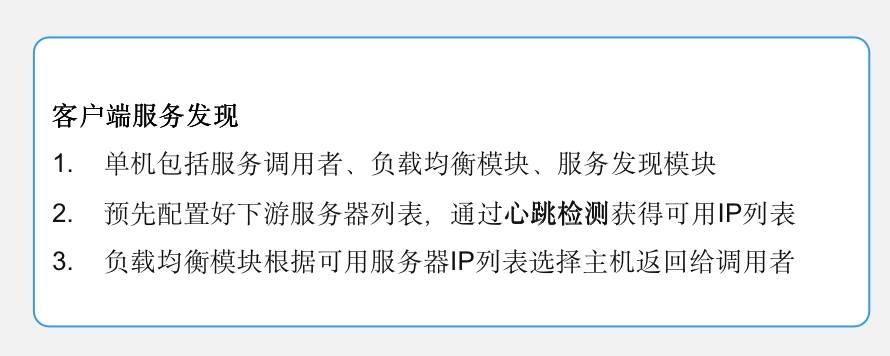 客户端服务发现
1. 单机包括服务调用者、负载均衡模块、服务发现模块
2. 预先配置好下游服务器列表，通过心跳检测获得可用IP列表
3. 负载均衡模块根据可用服务器IP列表选择主机返回给调用者